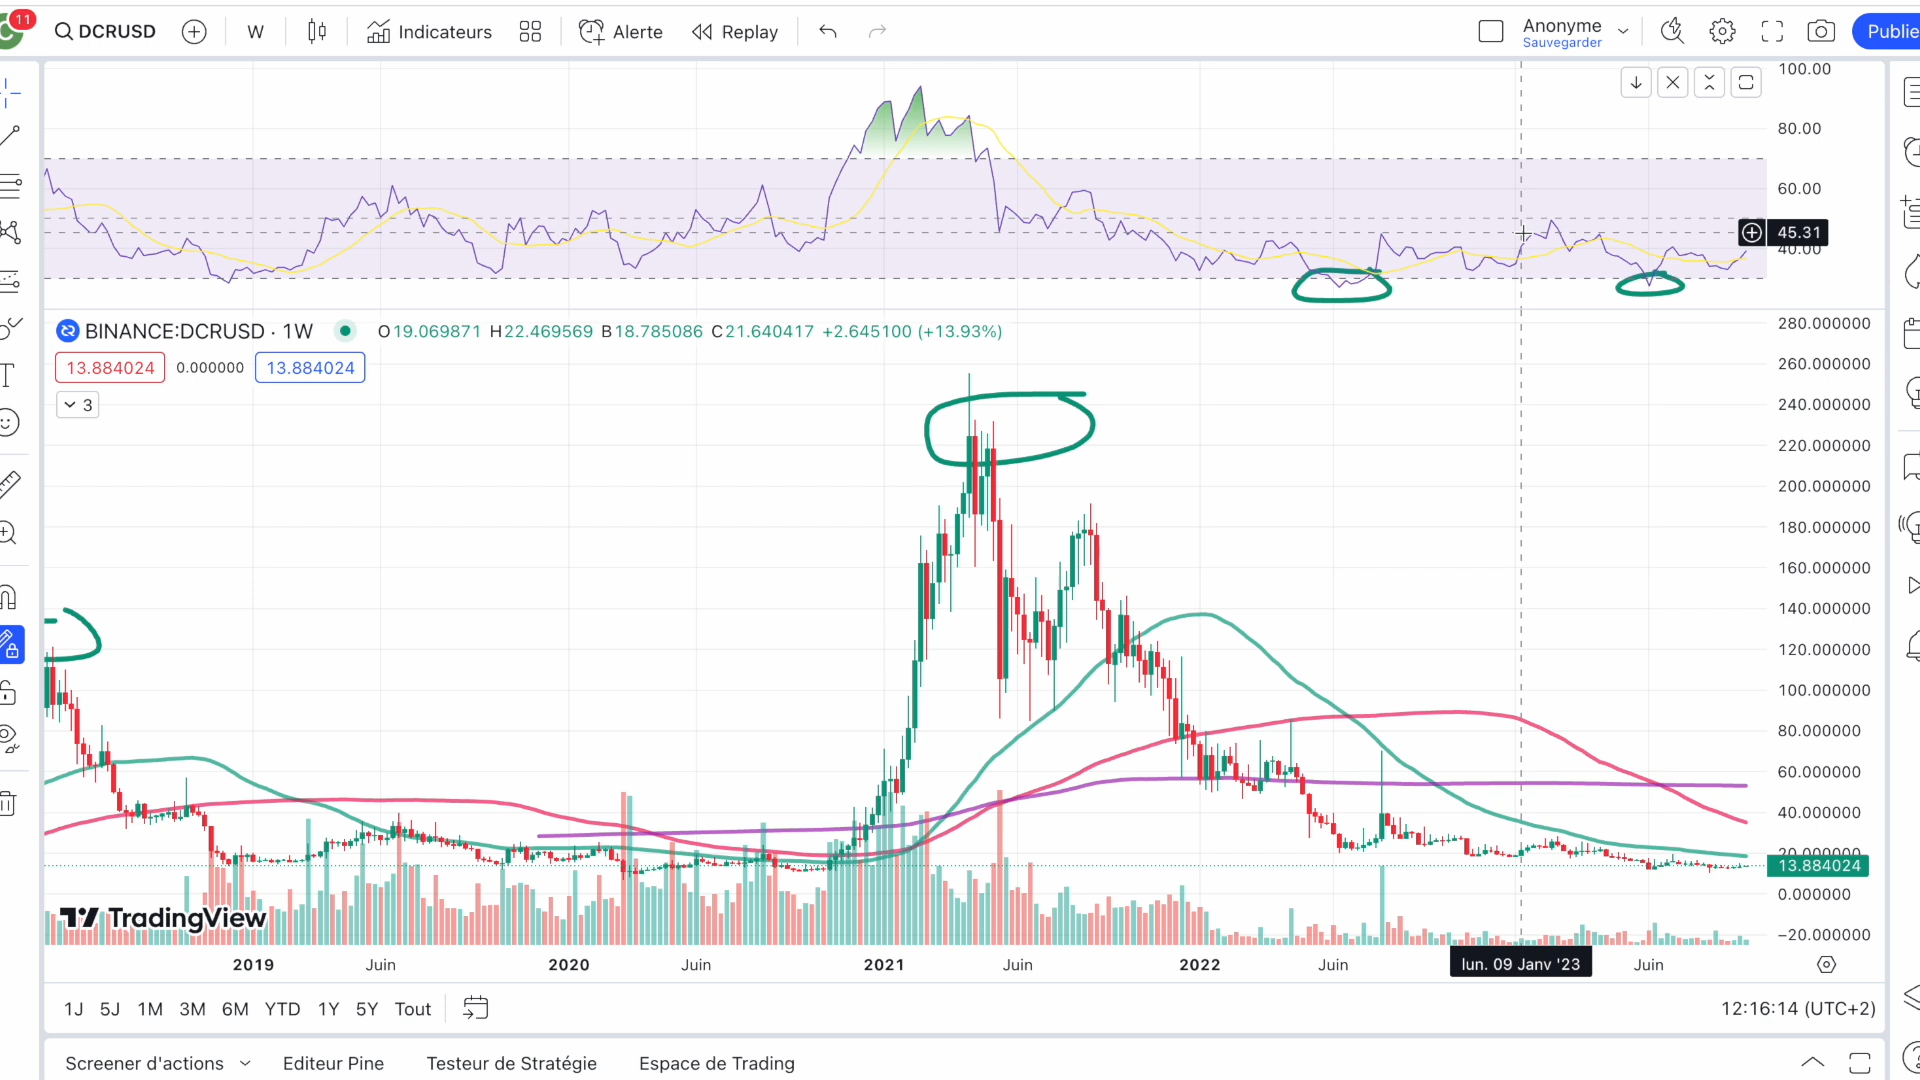 C 11 DCRUSD W Indicateurs Alerte Replay Anonyme Publie
Sauvegarder
100.00
80.00
60.00
45.31
40.00
BINANCE:DCRUSD · 1W O19.069871 H22.469569 B18.785086 C21.640417 +2.645100 (+13.93%)
13.884024 0.000000 13.884024
3
280.000000
260.000000
240.000000
220.000000
200.000000
180.000000
160.000000
140.000000
120.000000
100.000000
80.000000
60.000000
40.000000
20.000000
13.884024
0.000000
−20.000000
TradingView
2019 Juin 2020 Juin 2021 Juin 2022 Juin lun. 09 Janv '23 Juin
1J 5J 1M 3M 6M YTD 1Y 5Y Tout 12:16:14 (UTC+2)
Screener d'actions Editeur Pine Testeur de Stratégie Espace de Trading